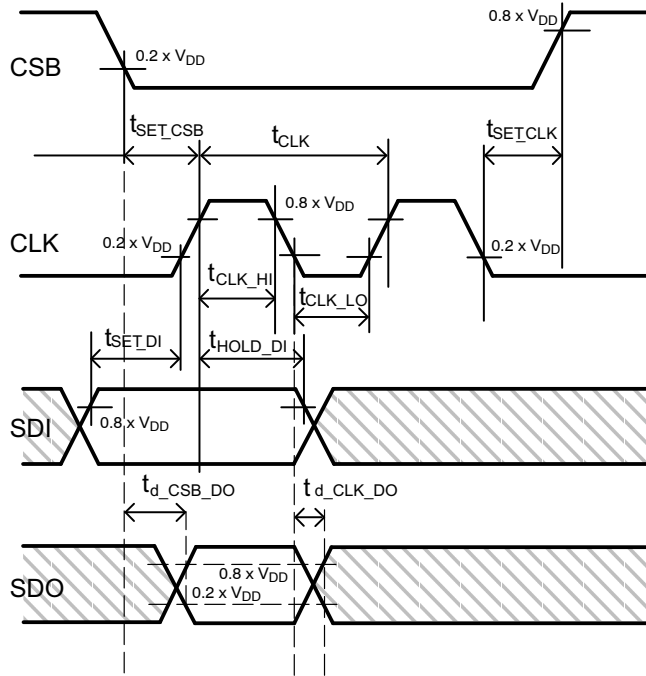 0.8 x VDD
CSB
0.2 x VDD
tSET_CSB
tCLK
tSET_CLK
0.8 x VDD
CLK
0.2 x VDD
0.2 x VDD
tCLK_HI
tCLK_LO
tSET_DI
tHOLD_DI
SDI
0.8 x VDD
td_CSB_DO
t d_CLK_DO
0.8 x VDD
SDO
0.2 x VDD